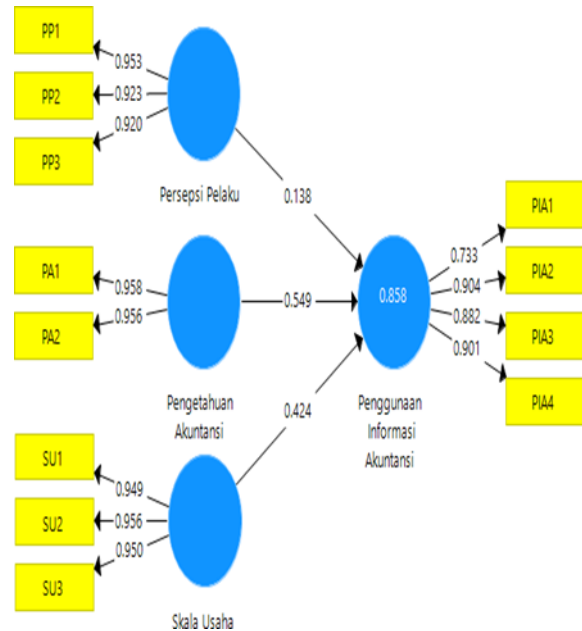 PP1
0.953
PP2
0.923
0.920
PP3
Persepsi Pelaku
0.138
PIA1
0.733
PA1
0.958
PIA2
0.904
0.549
0.858
0.956
PA2
0.882
PIA3
0.901
Pengetahuan
Akuntansi
0.424
Penggunaan
Informasi
Akuntansi
PIA4
SU1
0.949
SU2
0.956
0.950
SU3
Skala Usaha